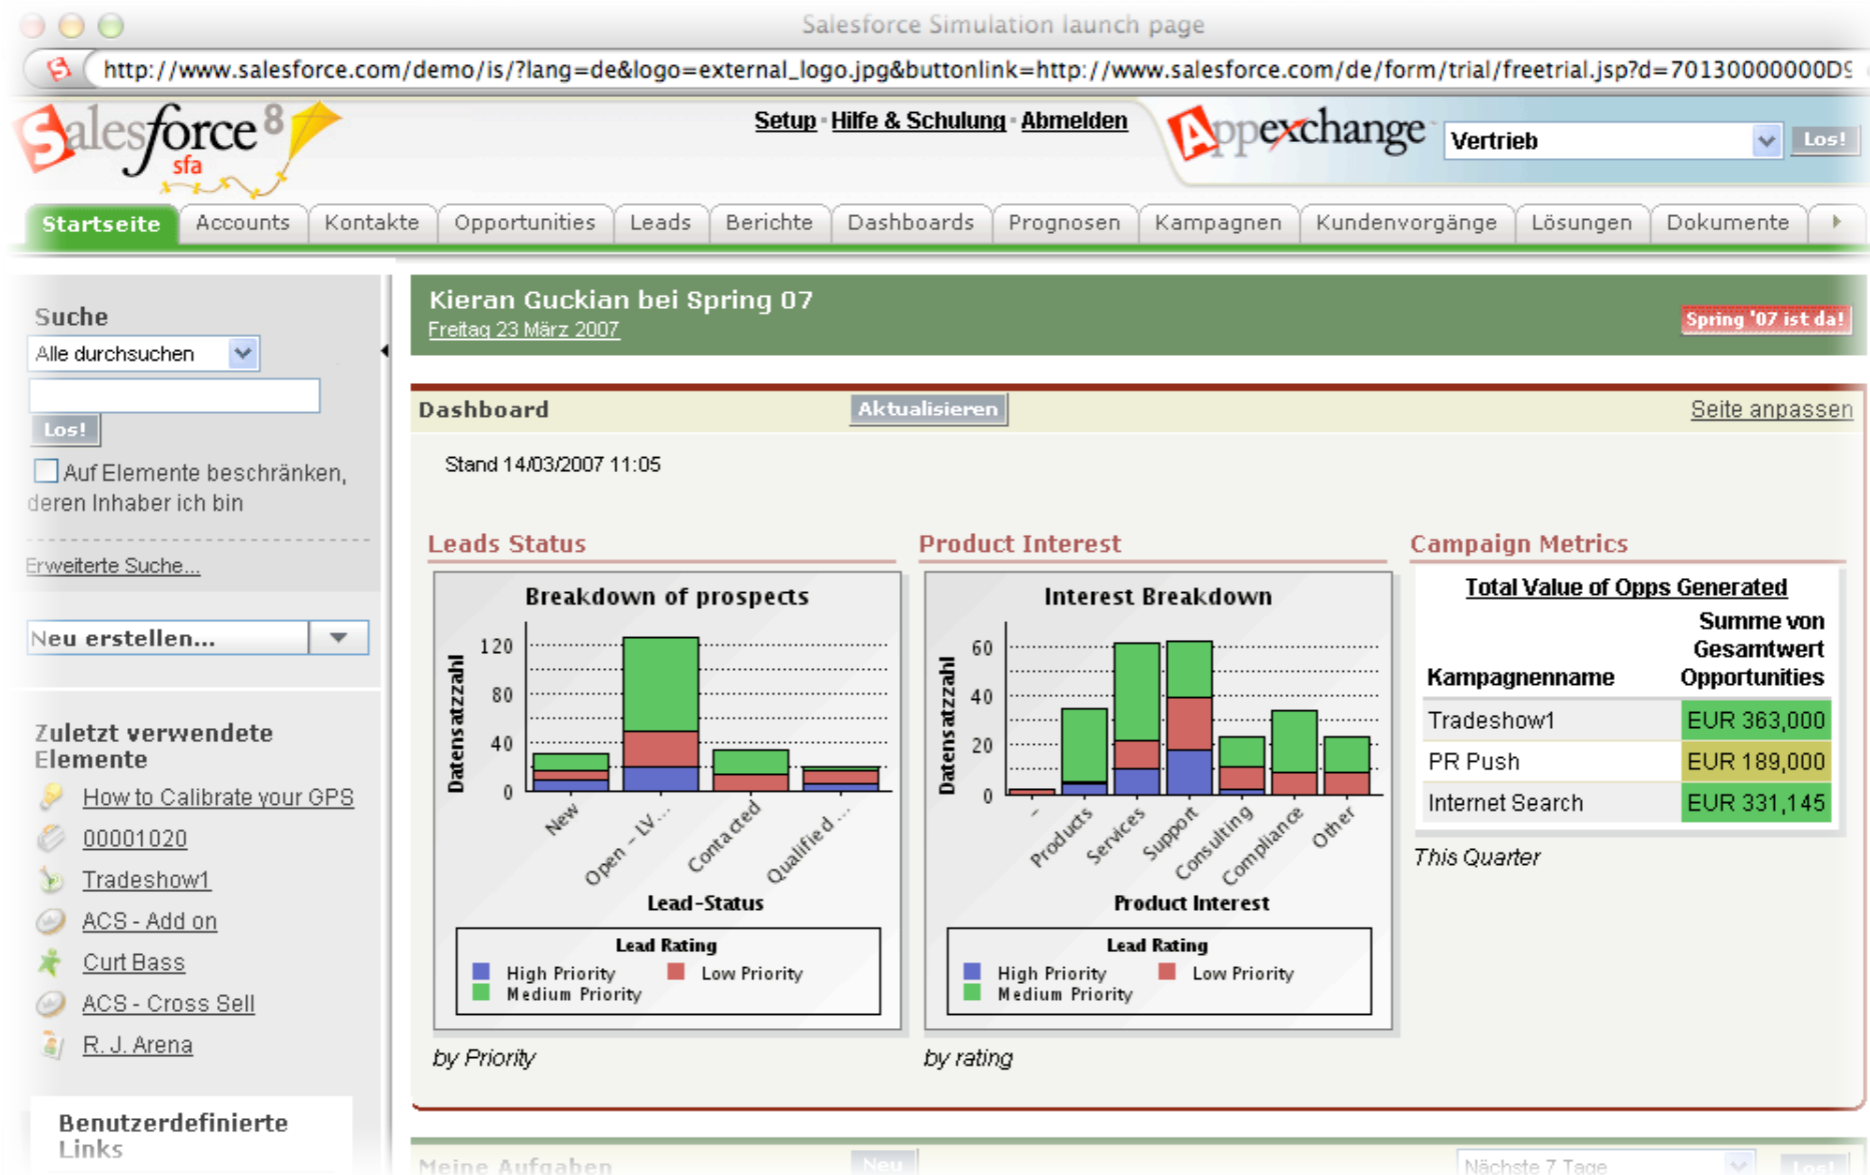 Salesforce Simulation launch page
http://www.salesforce.com/demo/is/?lang=de&logo=external_logo.jpg&buttonlink=http://www.salesforce.com/de/form/trial/freetrial.jsp?d=70130000000D9
Salesforce 8
sfa
Setup · Hilfe & Schulung · Abmelden
Appexchange
Vertrieb
Los!
Startseite Accounts Kontakte Opportunities Leads Berichte Dashboards Prognosen Kampagnen Kundenvorgänge Lösungen Dokumente
Suche
Alle durchsuchen
Los!
Auf Elemente beschränken,
deren Inhaber ich bin
Erweiterte Suche...
Neu erstellen...
Zuletzt verwendete
Elemente
How to Calibrate your GPS
00001020
Tradeshow1
ACS - Add on
Curt Bass
ACS - Cross Sell
R. J. Arena
Benutzerdefinierte
Links
Kieran Guckian bei Spring 07
Freitag 23 März 2007
Spring '07 ist da!
Dashboard
Aktualisieren
Seite anpassen
Stand 14/03/2007 11:05
Leads Status
Breakdown of prospects
Datensatzzahl
120
80
40
0
New
Open - LV...
Contacted
Qualified ...
Lead-Status
Lead Rating
High Priority
Low Priority
Medium Priority
by Priority
Product Interest
Interest Breakdown
Datensatzzahl
60
40
20
0
-
Products
Services
Support
Consulting
Compliance
Other
Product Interest
Lead Rating
High Priority
Low Priority
Medium Priority
by rating
Campaign Metrics
Total Value of Opps Generated
Summe von
Gesamtwert
Kampagnenname Opportunities
Tradeshow1 EUR 363,000
PR Push EUR 189,000
Internet Search EUR 331,145
This Quarter
Meine Aufgaben
Neu
Nächste 7 Tage
Los!